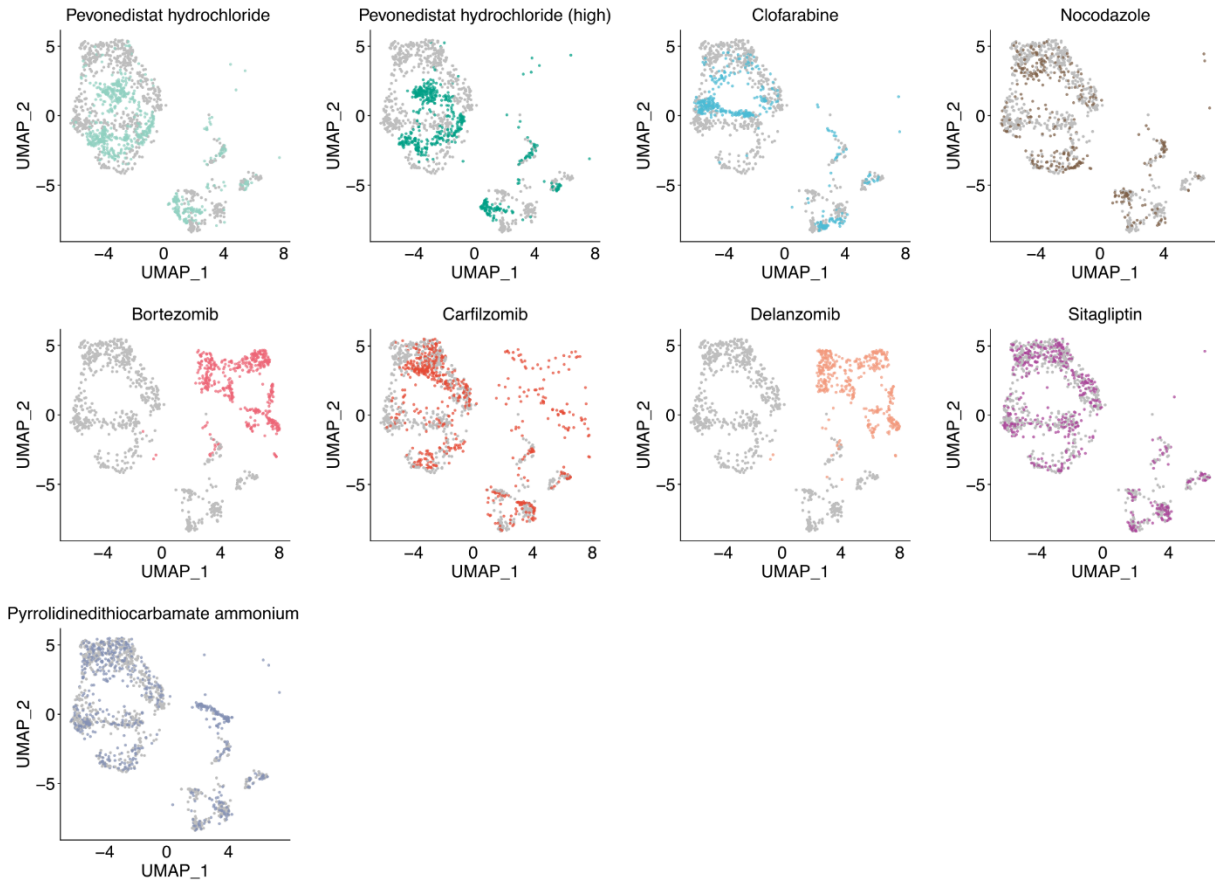 Pevonedistat hydrochloride
Pevonedistat hydrochloride (high)
Clofarabine
Nocodazole
5
0
−5
UMAP_2
−4
0
4
8
UMAP_1
5
0
−5
UMAP_2
−4
0
4
8
UMAP_1
5
0
−5
UMAP_2
−4
0
4
8
UMAP_1
5
0
−5
UMAP_2
−4
0
4
UMAP_1
Bortezomib
Carfilzomib
Delanzomib
Sitagliptin
5
0
−5
UMAP_2
−4
0
4
8
UMAP_1
5
0
−5
UMAP_2
−4
0
4
8
UMAP_1
5
0
−5
UMAP_2
−4
0
4
8
UMAP_1
5
0
−5
UMAP_2
−4
0
4
UMAP_1
Pyrrolidinedithiocarbamate ammonium
5
0
−5
UMAP_2
−4
0
4
UMAP_1